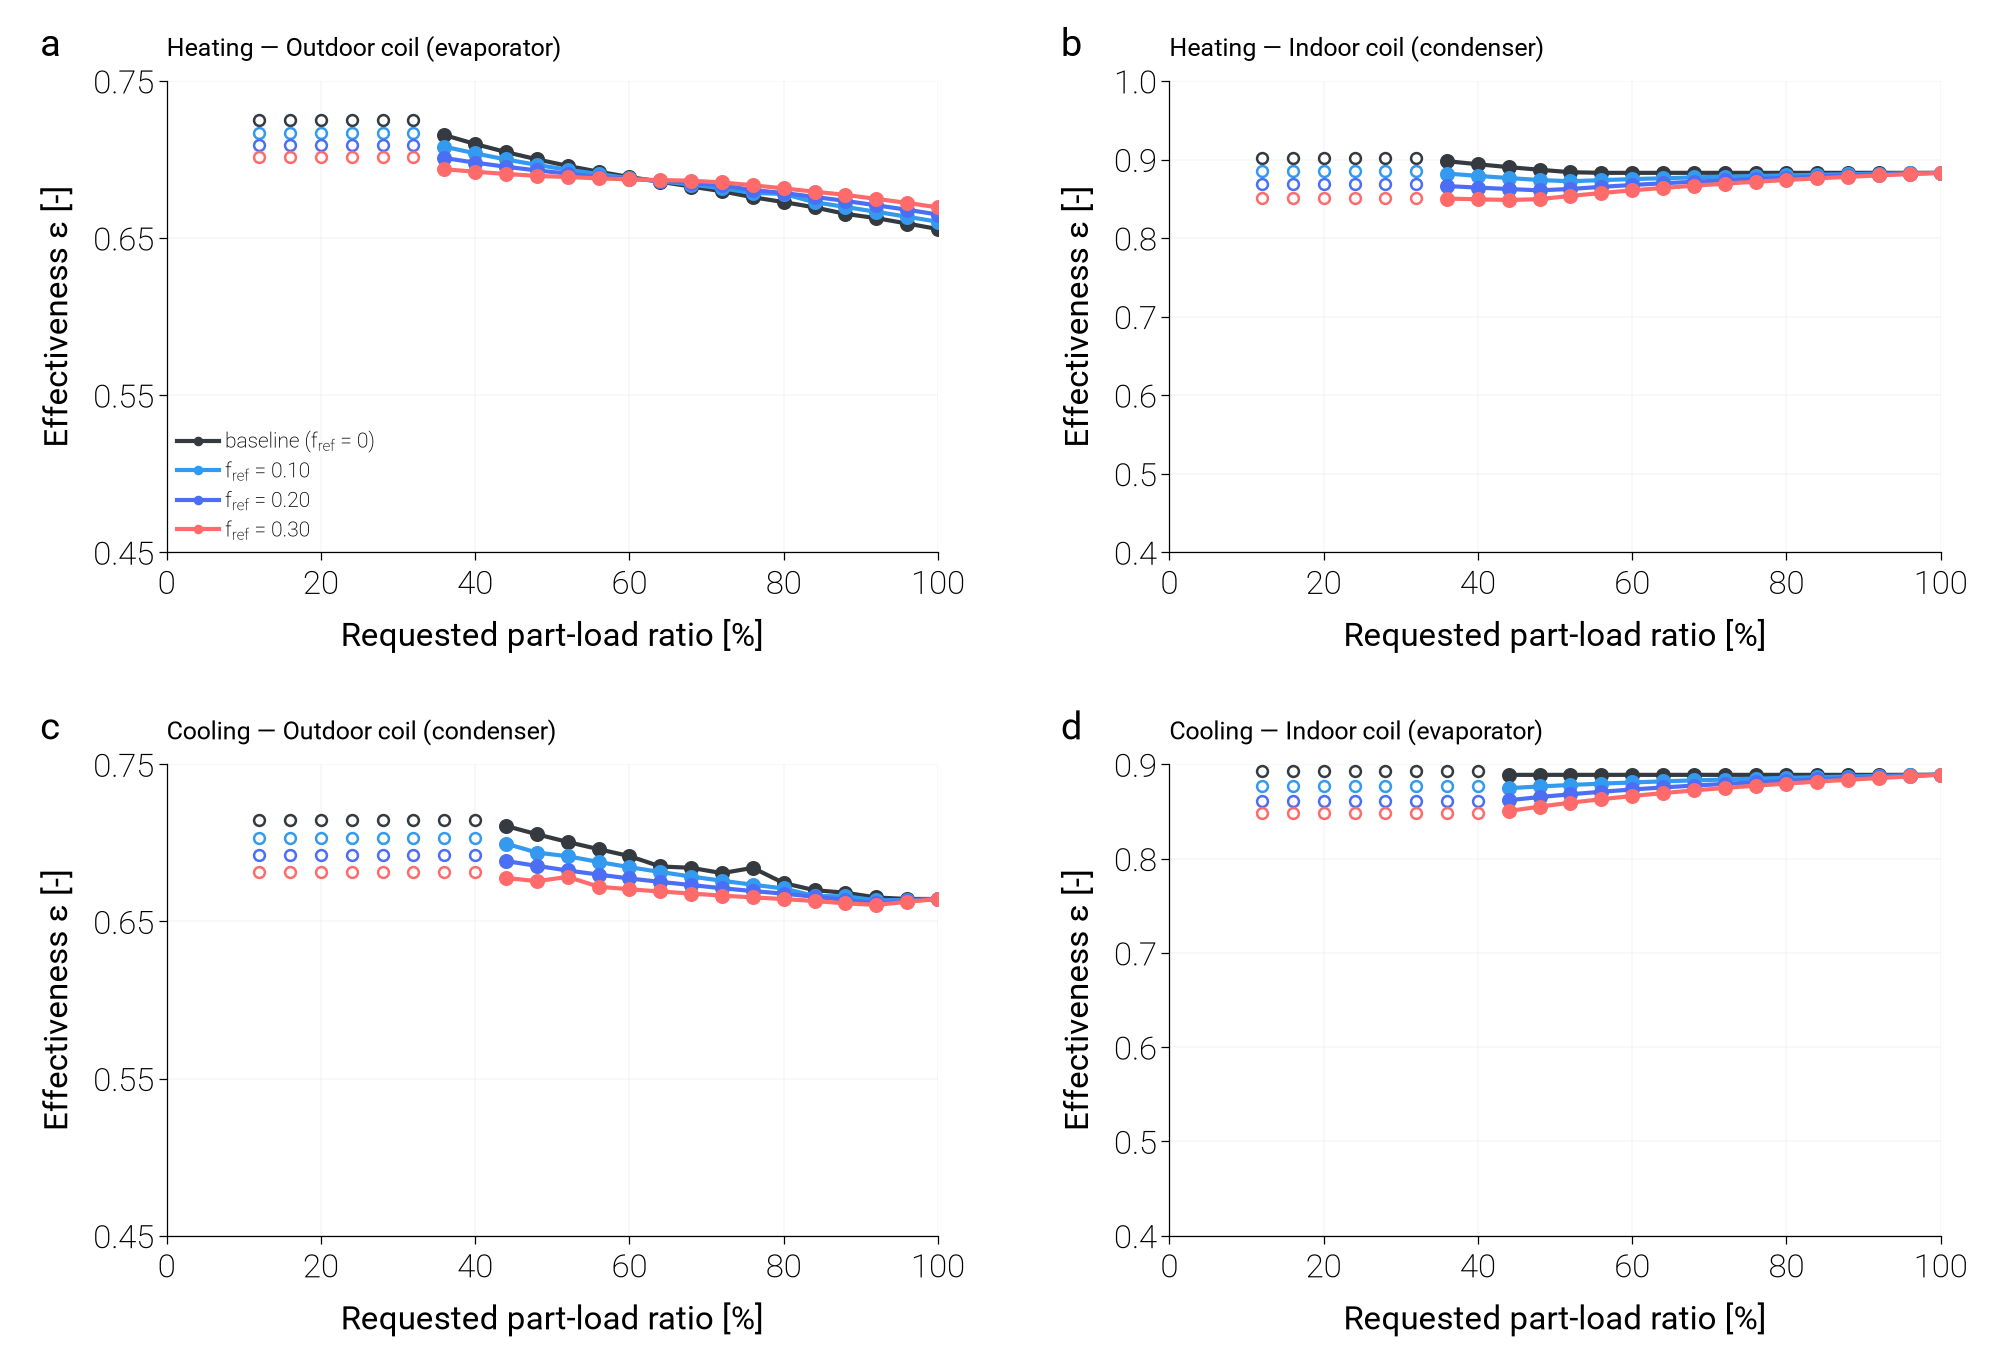 a
Heating — Outdoor coil (evaporator)
0.75
0.65
0.55
0.45
Effectiveness ε [-]
baseline (f_ref = 0)
f_ref = 0.10
f_ref = 0.20
f_ref = 0.30
0 20 40 60 80 100
Requested part-load ratio [%]
b
Heating — Indoor coil (condenser)
1.0
0.9
0.8
0.7
0.6
0.5
0.4
Effectiveness ε [-]
0 20 40 60 80 100
Requested part-load ratio [%]
c
Cooling — Outdoor coil (condenser)
0.75
0.65
0.55
0.45
Effectiveness ε [-]
0 20 40 60 80 100
Requested part-load ratio [%]
d
Cooling — Indoor coil (evaporator)
0.9
0.8
0.7
0.6
0.5
0.4
Effectiveness ε [-]
0 20 40 60 80 100
Requested part-load ratio [%]